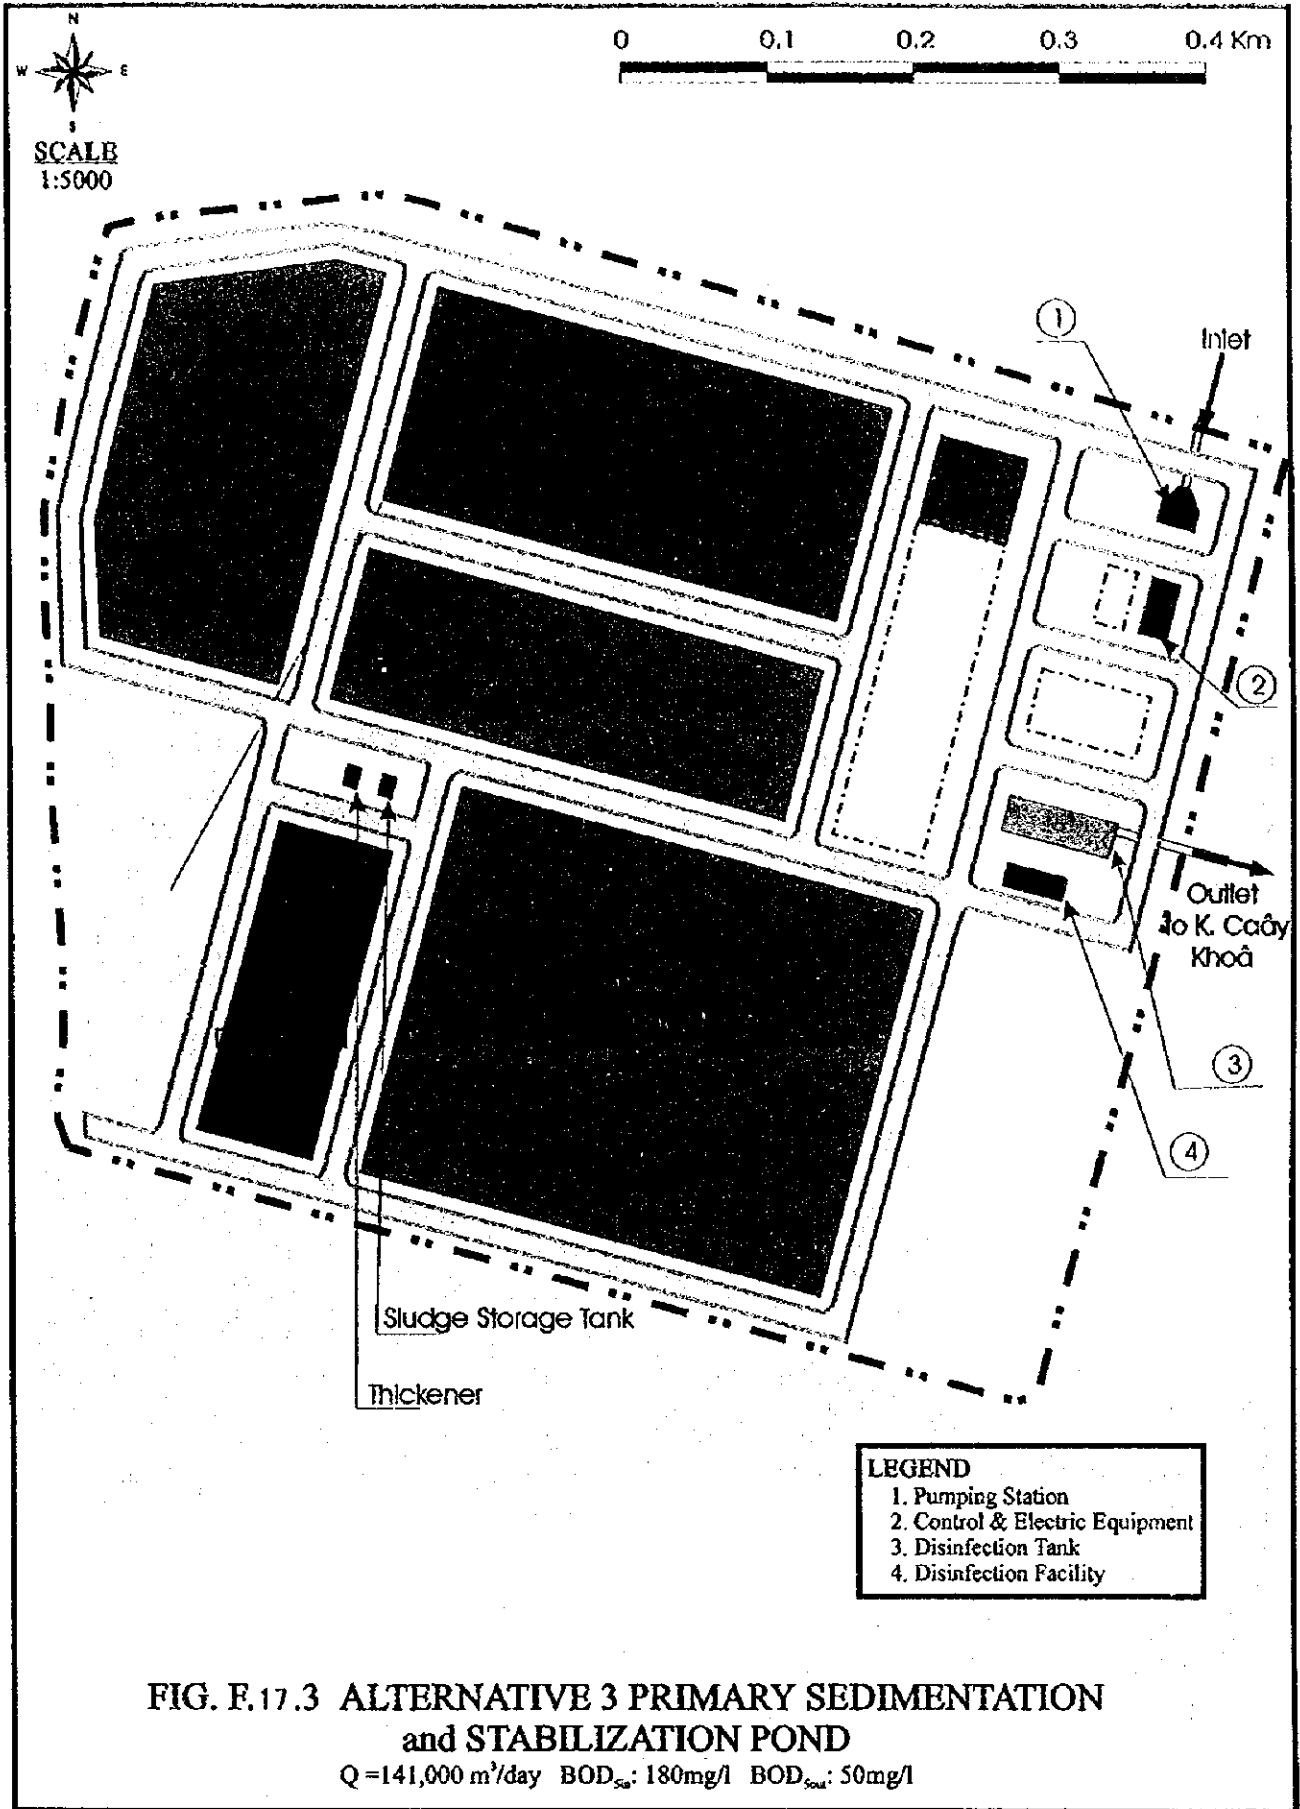 N
W E
S
SCALE
1:5000
0 0.1 0.2 0.3 0.4 Km
1
Inlet
2
Outlet
to K. Caây
Khoâ
3
4
Sludge Storage Tank
Thickener
LEGEND
1. Pumping Station
2. Control & Electric Equipment
3. Disinfection Tank
4. Disinfection Facility
FIG. F.17.3 ALTERNATIVE 3 PRIMARY SEDIMENTATION
and STABILIZATION POND
Q =141,000 m³/day BOD : 180mg/l BOD : 50mg/l